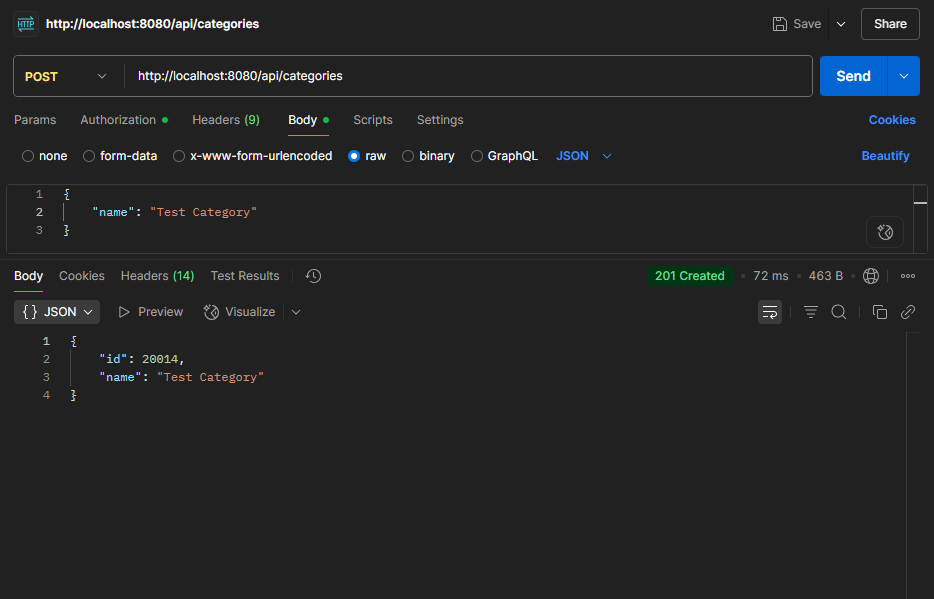 HTTP http://localhost:8080/api/categories Save Share
POST http://localhost:8080/api/categories Send
Params Authorization Headers (9) Body Scripts Settings Cookies
none form-data x-www-form-urlencoded raw binary GraphQL JSON Beautify
1 {
2 "name": "Test Category"
3 }
Body Cookies Headers (14) Test Results 201 Created • 72 ms • 463 B •
{} JSON Preview Visualize
1 {
2 "id": 20014,
3 "name": "Test Category"
4 }